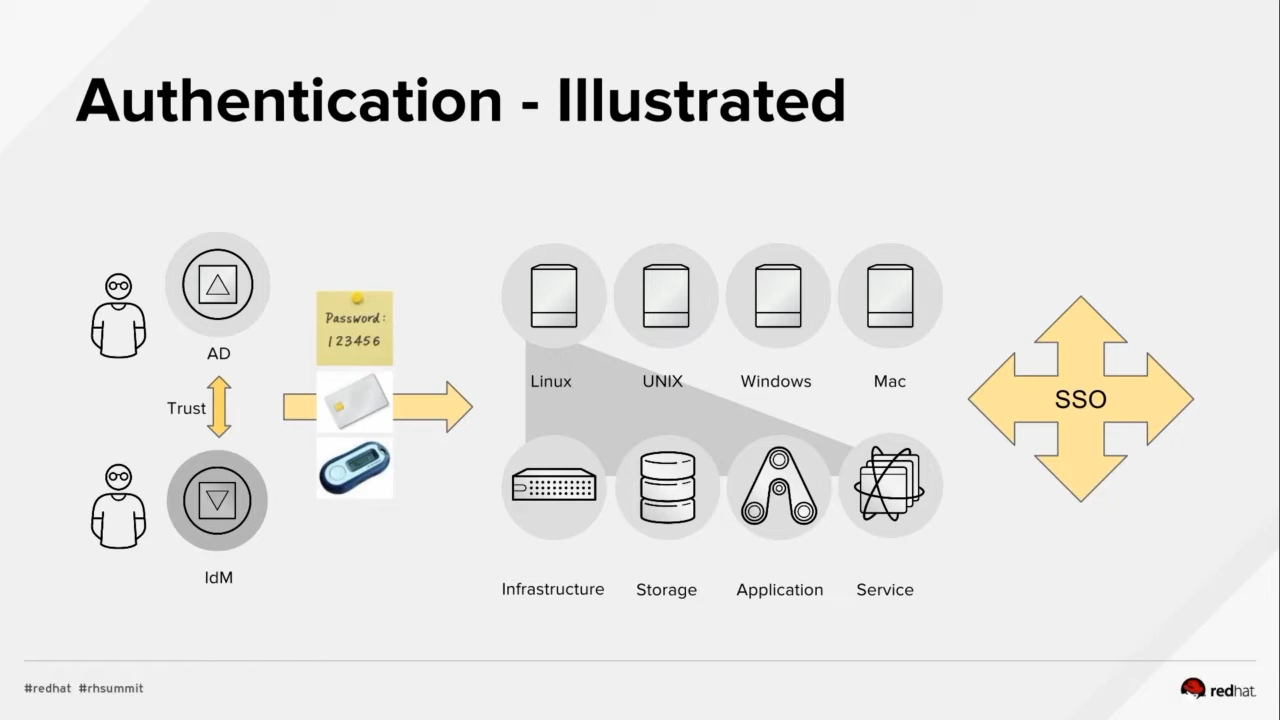 Authentication - Illustrated
AD
Trust
IdM
Password:
123456
Linux
UNIX
Windows
Mac
Infrastructure
Storage
Application
Service
SSO
#redhat #rhsummit
redhat.